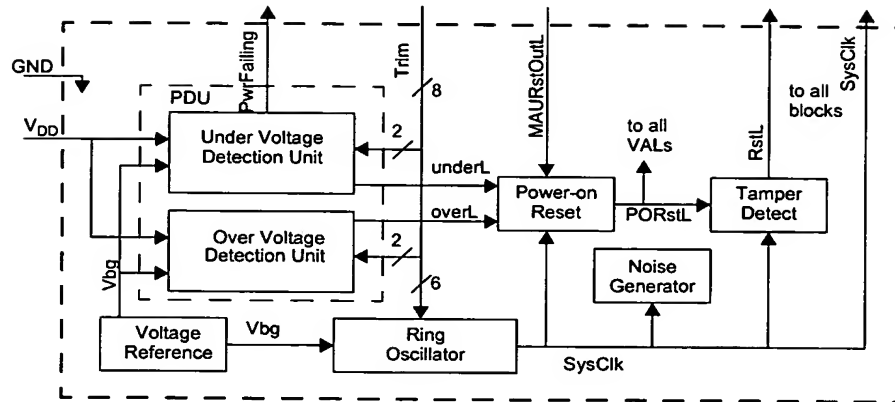 GND
VDD
PDU
PwrFailing
Trim
8
MAURstOutL
RstL
to all
blocks
SysClk
Under Voltage
Detection Unit
2
underL
to all
VALs
Power-on
Reset
PORstL
Tamper
Detect
overL
Over Voltage
Detection Unit
2
Vbg
6
Noise
Generator
Voltage
Reference
Vbg
Ring
Oscillator
SysClk